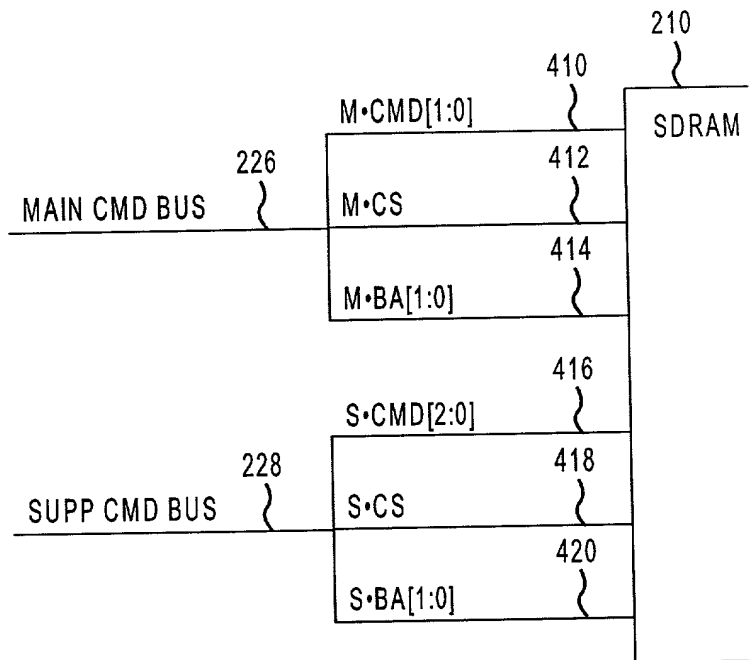 210
410
M•CMD[1:0]
SDRAM
226
412
MAIN CMD BUS
M•CS
414
M•BA[1:0]
416
S•CMD[2:0]
228
418
SUPP CMD BUS
S•CS
420
S•BA[1:0]